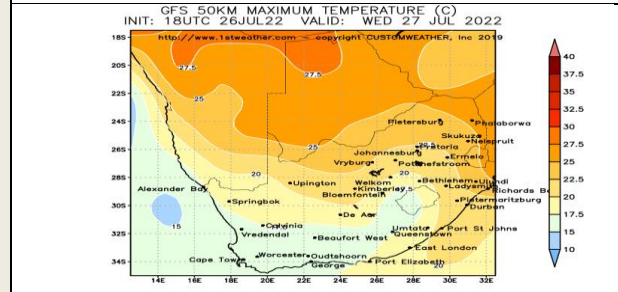 GFS 50KM MAXIMUM TEMPERATURE (C)
INIT: 18UTC 26JUL22 VALID: WED 27 JUL 2022
http://www.1stweather.com copyright CUSTOMWEATHER, Inc 2019
18S
20S
22S
24S
26S
28S
30S
32S
34S
27.5
27.5
25
25
20
20
17.5
15
20
Pietersburg
Phalaborwa
Skukuza
Nelspruit
Pretoria
Johannesburg
Ermelo
Vryburg
Potchefstroom
Welkom
Bethlehem
Ulundi
Alexander Bay
Upington
Kimberley
Ladysmith
Richards B
Bloemfontein
Springbok
Pietermaritzburg
Durban
De Aar
Calvinia
Vredendal
Umtata
Port St Johns
Queenstown
Beaufort West
East London
Cape Town
Worcester
Oudtshoorn
George
Port Elizabeth
14E 16E 18E 20E 22E 24E 26E 28E 30E 32E
40
37.5
35
32.5
30
27.5
25
22.5
20
17.5
15
10